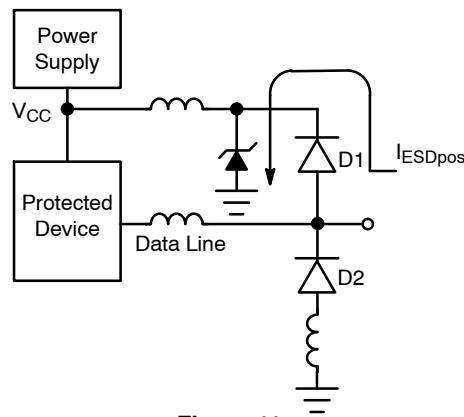 Power
Supply
V_CC
D1
I_ESDpos
Protected
Device
Data Line
D2